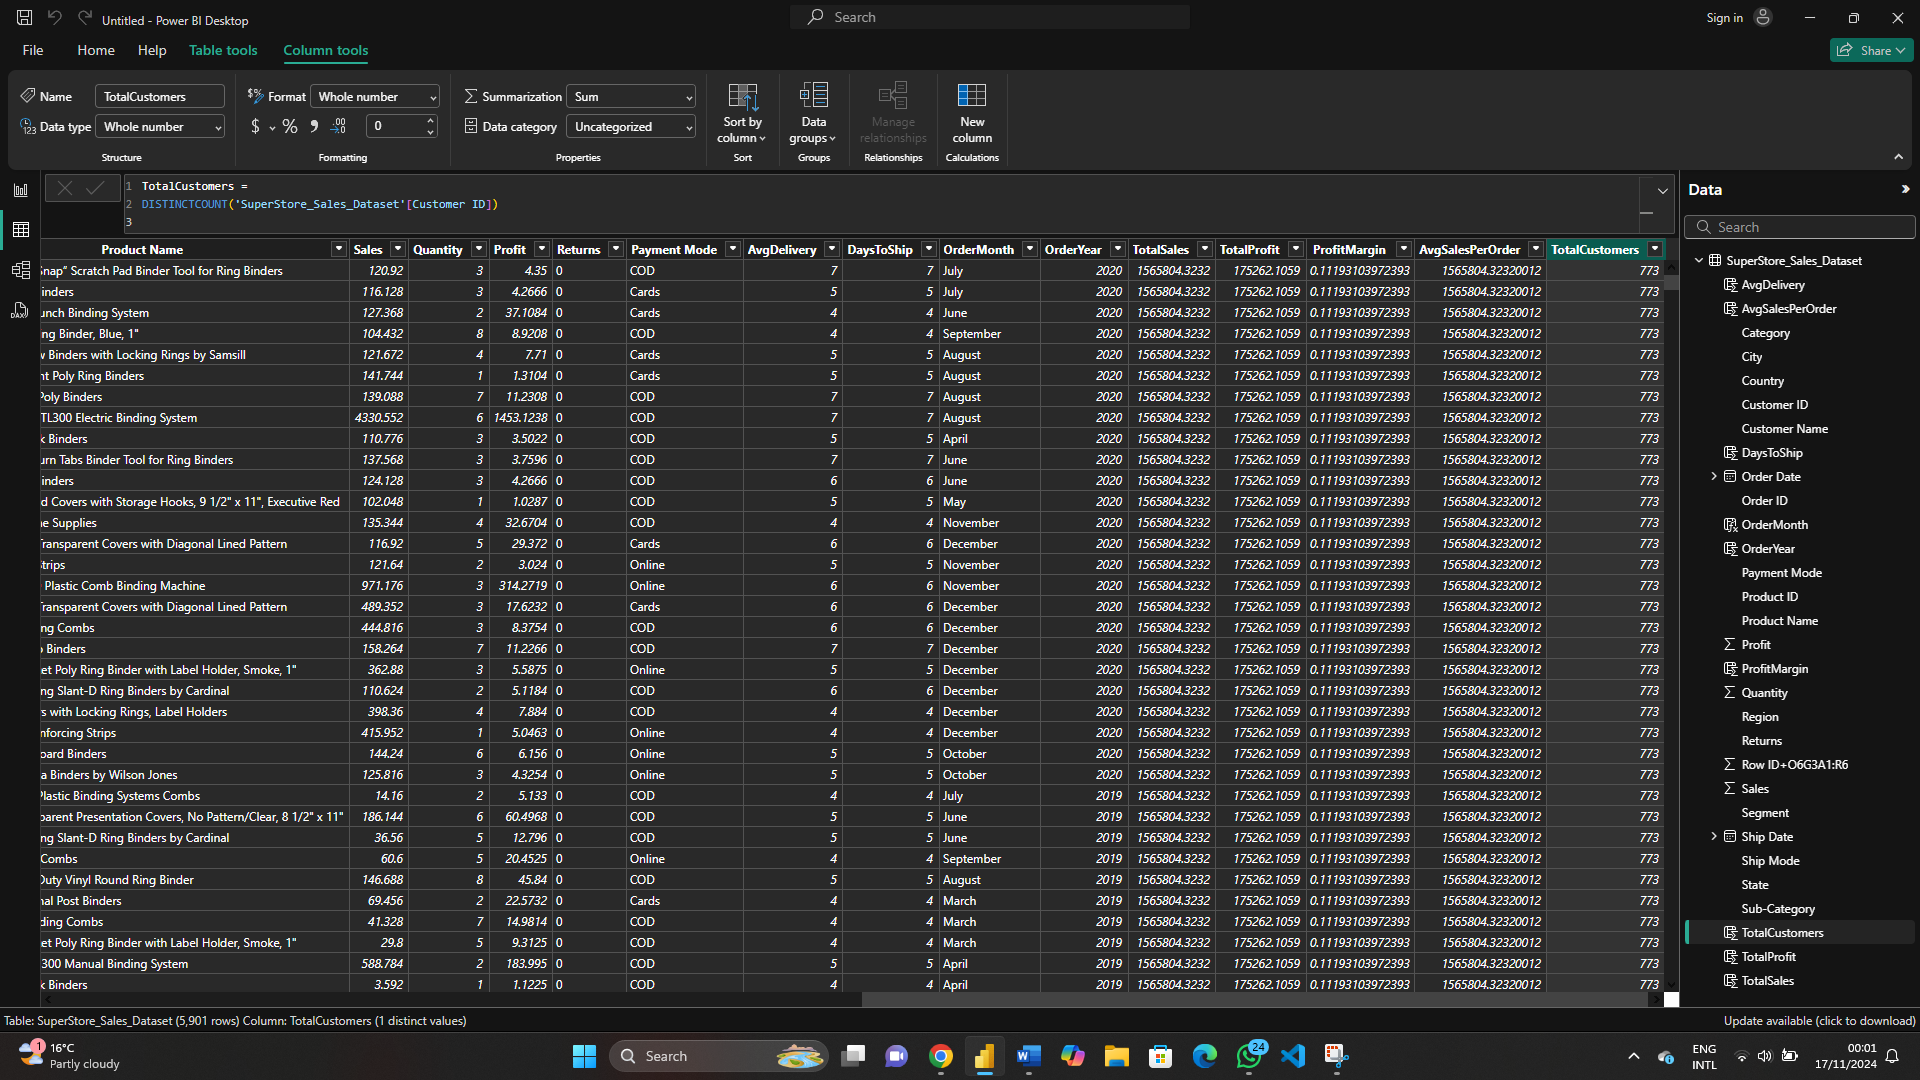 Untitled - Power BI Desktop
Search
Sign in
File Home Help Table tools Column tools
Share
Name TotalCustomers
Format Whole number
Summarization Sum
Data type Whole number
$ % 0
Data category Uncategorized
Sort by column
Data groups
Manage relationships
New column
Structure Formatting Properties Sort Groups Relationships Calculations
1 TotalCustomers =
2 DISTINCTCOUNT('SuperStore_Sales_Dataset'[Customer ID])
3
Product Name Sales Quantity Profit Returns Payment Mode AvgDelivery DaysToShip OrderMonth OrderYear TotalSales TotalProfit ProfitMargin AvgSalesPerOrder TotalCustomers
Snap" Scratch Pad Binder Tool for Ring Binders 120.92 3 4.35 0 COD 7 7 July 2020 1565804.3232 175262.1059 0.11193103972393 1565804.32320012 773
inders 116.128 3 4.2666 0 Cards 5 5 July 2020 1565804.3232 175262.1059 0.11193103972393 1565804.32320012 773
unch Binding System 127.368 2 37.1084 0 Cards 4 4 June 2020 1565804.3232 175262.1059 0.11193103972393 1565804.32320012 773
ng Binder, Blue, 1" 104.432 8 8.9208 0 COD 4 4 September 2020 1565804.3232 175262.1059 0.11193103972393 1565804.32320012 773
w Binders with Locking Rings by Samsill 121.672 4 7.71 0 Cards 5 5 August 2020 1565804.3232 175262.1059 0.11193103972393 1565804.32320012 773
nt Poly Ring Binders 141.744 1 1.3104 0 Cards 5 5 August 2020 1565804.3232 175262.1059 0.11193103972393 1565804.32320012 773
Poly Binders 139.088 7 11.2308 0 COD 7 7 August 2020 1565804.3232 175262.1059 0.11193103972393 1565804.32320012 773
TL300 Electric Binding System 4330.552 6 1453.1238 0 COD 7 7 August 2020 1565804.3232 175262.1059 0.11193103972393 1565804.32320012 773
k Binders 110.776 3 3.5022 0 COD 5 5 April 2020 1565804.3232 175262.1059 0.11193103972393 1565804.32320012 773
urn Tabs Binder Tool for Ring Binders 137.568 3 3.7596 0 COD 7 7 June 2020 1565804.3232 175262.1059 0.11193103972393 1565804.32320012 773
inders 124.128 3 4.2666 0 COD 6 6 June 2020 1565804.3232 175262.1059 0.11193103972393 1565804.32320012 773
d Covers with Storage Hooks, 9 1/2" x 11", Executive Red 102.048 1 1.0287 0 COD 5 5 May 2020 1565804.3232 175262.1059 0.11193103972393 1565804.32320012 773
ne Supplies 135.344 4 32.6704 0 COD 4 4 November 2020 1565804.3232 175262.1059 0.11193103972393 1565804.32320012 773
Transparent Covers with Diagonal Lined Pattern 116.92 5 29.372 0 Cards 6 6 December 2020 1565804.3232 175262.1059 0.11193103972393 1565804.32320012 773
trips 121.64 2 3.024 0 Online 5 5 November 2020 1565804.3232 175262.1059 0.11193103972393 1565804.32320012 773
Plastic Comb Binding Machine 971.176 3 314.2719 0 Online 6 6 November 2020 1565804.3232 175262.1059 0.11193103972393 1565804.32320012 773
Transparent Covers with Diagonal Lined Pattern 489.352 3 17.6232 0 Cards 6 6 December 2020 1565804.3232 175262.1059 0.11193103972393 1565804.32320012 773
ng Combs 444.816 3 8.3754 0 COD 6 6 December 2020 1565804.3232 175262.1059 0.11193103972393 1565804.32320012 773
Binders 158.264 7 11.2266 0 COD 7 7 December 2020 1565804.3232 175262.1059 0.11193103972393 1565804.32320012 773
et Poly Ring Binder with Label Holder, Smoke, 1" 362.88 3 5.5875 0 Online 5 5 December 2020 1565804.3232 175262.1059 0.11193103972393 1565804.32320012 773
ng Slant-D Ring Binders by Cardinal 110.624 2 5.1184 0 COD 6 6 December 2020 1565804.3232 175262.1059 0.11193103972393 1565804.32320012 773
rs with Locking Rings, Label Holders 398.36 4 7.884 0 COD 4 4 December 2020 1565804.3232 175262.1059 0.11193103972393 1565804.32320012 773
nforcing Strips 415.952 1 5.0463 0 Online 4 4 December 2020 1565804.3232 175262.1059 0.11193103972393 1565804.32320012 773
oard Binders 144.24 6 6.156 0 Online 5 5 October 2020 1565804.3232 175262.1059 0.11193103972393 1565804.32320012 773
a Binders by Wilson Jones 125.816 3 4.3254 0 Online 5 5 October 2020 1565804.3232 175262.1059 0.11193103972393 1565804.32320012 773
Plastic Binding Systems Combs 14.16 2 5.133 0 COD 4 4 July 2019 1565804.3232 175262.1059 0.11193103972393 1565804.32320012 773
parent Presentation Covers, No Pattern/Clear, 8 1/2" x 11" 186.144 6 60.4968 0 COD 5 5 June 2019 1565804.3232 175262.1059 0.11193103972393 1565804.32320012 773
ng Slant-D Ring Binders by Cardinal 36.56 5 12.796 0 COD 5 5 June 2019 1565804.3232 175262.1059 0.11193103972393 1565804.32320012 773
Combs 60.6 5 20.4525 0 Online 4 4 September 2019 1565804.3232 175262.1059 0.11193103972393 1565804.32320012 773
Duty Vinyl Round Ring Binder 146.688 8 45.84 0 COD 5 5 August 2019 1565804.3232 175262.1059 0.11193103972393 1565804.32320012 773
nal Post Binders 69.456 2 22.5732 0 Cards 4 4 March 2019 1565804.3232 175262.1059 0.11193103972393 1565804.32320012 773
ding Combs 41.328 7 14.9814 0 COD 4 4 March 2019 1565804.3232 175262.1059 0.11193103972393 1565804.32320012 773
et Poly Ring Binder with Label Holder, Smoke, 1" 29.8 5 9.3125 0 COD 4 4 March 2019 1565804.3232 175262.1059 0.11193103972393 1565804.32320012 773
300 Manual Binding System 588.784 2 183.995 0 COD 5 5 April 2019 1565804.3232 175262.1059 0.11193103972393 1565804.32320012 773
k Binders 3.592 1 1.1225 0 COD 4 4 April 2019 1565804.3232 175262.1059 0.11193103972393 1565804.32320012 773
Data
Search
SuperStore_Sales_Dataset
AvgDelivery
AvgSalesPerOrder
Category
City
Country
Customer ID
Customer Name
DaysToShip
Order Date
Order ID
OrderMonth
OrderYear
Payment Mode
Product ID
Product Name
Profit
ProfitMargin
Quantity
Region
Returns
Row ID+O6G3A1:R6
Sales
Segment
Ship Date
Ship Mode
State
Sub-Category
TotalCustomers
TotalProfit
TotalSales
Table: SuperStore_Sales_Dataset (5,901 rows) Column: TotalCustomers (1 distinct values)
Update available (click to download)
1
16°C
Partly cloudy
Search
24
ENG
INTL
00:01
17/11/2024